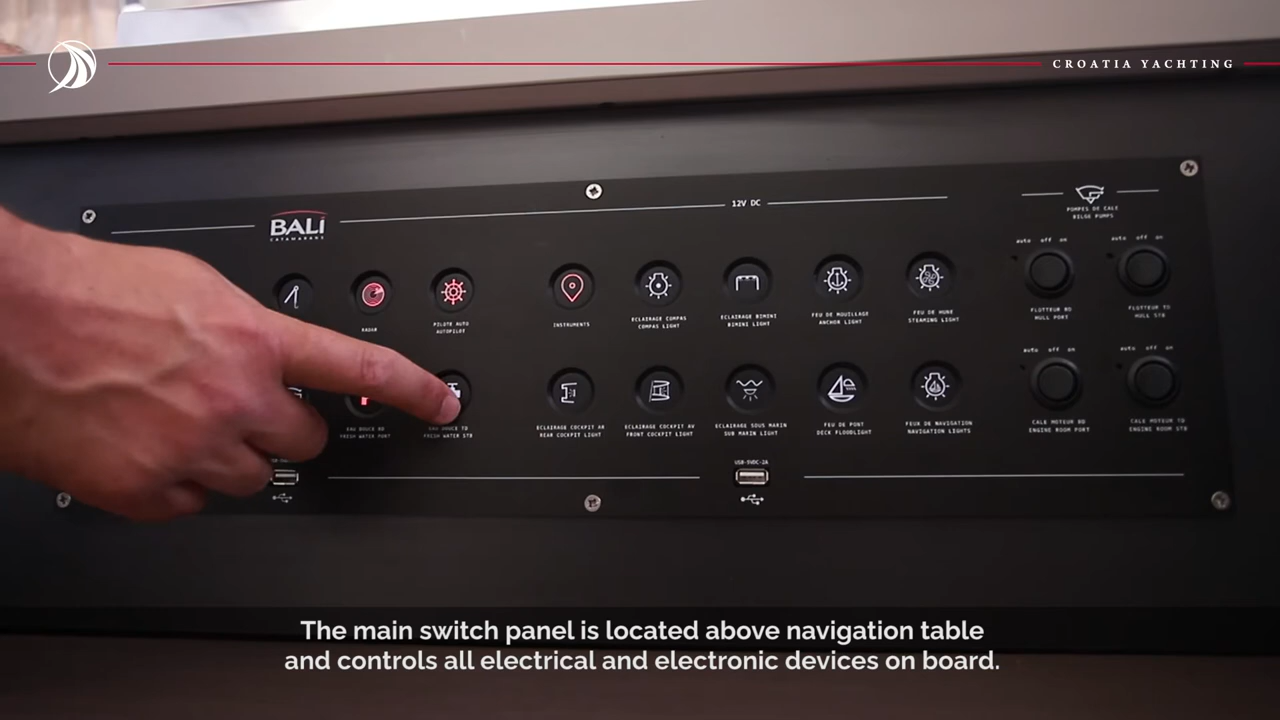 CROATIA YACHTING
BALI
CATAMARANS
12V DC
POMPES DE CALE
BILGE PUMPS
auto off on
auto off on
RADAR
PILOTE AUTO
AUTOPILOT
INSTRUMENTS
ECLAIRAGE COMPAS
COMPAS LIGHT
ECLAIRAGE BIMINI
BIMINI LIGHT
FEU DE MOUILLAGE
ANCHOR LIGHT
FEU DE HUNE
STEAMING LIGHT
FLOTTEUR BD
HULL PORT
FLOTTEUR TD
HULL STB
auto off on
auto off on
EAU DOUCE BD
FRESH WATER PORT
EAU DOUCE TD
FRESH WATER STB
ECLAIRAGE COCKPIT AR
REAR COCKPIT LIGHT
ECLAIRAGE COCKPIT AV
FRONT COCKPIT LIGHT
ECLAIRAGE SOUS MARIN
SUB MARIN LIGHT
FEU DE PONT
DECK FLOODLIGHT
FEUX DE NAVIGATION
NAVIGATION LIGHTS
CALE MOTEUR BD
ENGINE ROOM PORT
CALE MOTEUR TD
ENGINE ROOM STB
USB-5VDC-2A
The main switch panel is located above navigation table
and controls all electrical and electronic devices on board.